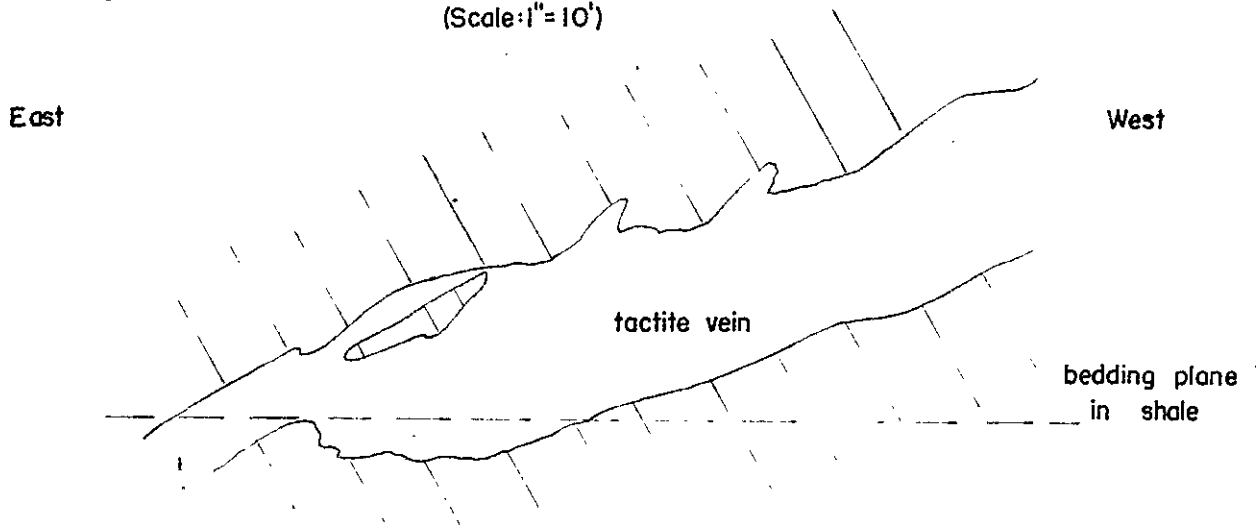 (Scale: 1"=10')
East
West
tactite vein
bedding plane
in shale